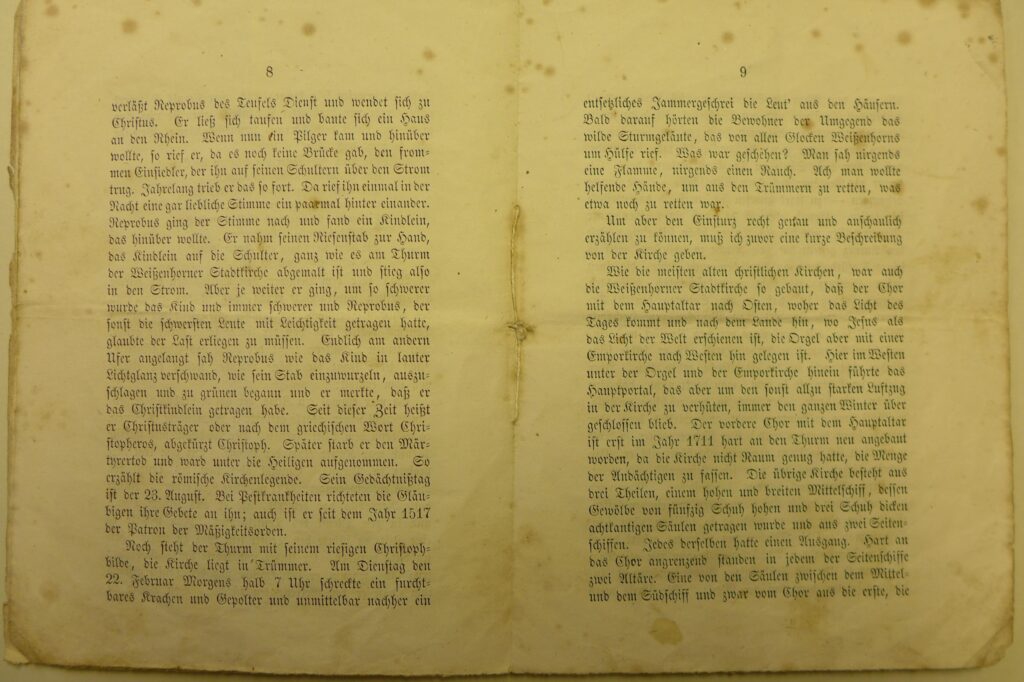 8
verläßt Reprobus des Teufels Dienst und wendet sich zu
Christus. Er ließ sich taufen und baute sich ein Haus
an den Rhein. Wenn nun ein Pilger kam und hinüber
wollte, so rief er, da es noch keine Brücke gab, den from-
men Einsiedler, der ihn auf seinen Schultern über den Strom
trug. Jahrelang trieb er das so fort. Da rief ihn einmal in der
Nacht eine gar liebliche Stimme ein paarmal hinter einander.
Reprobus ging der Stimme nach und fand ein Kindlein,
das hinüber wollte. Er nahm seinen Riesenstab zur Hand,
das Kindlein auf die Schulter, ganz wie es am Thurm
der Weißenhorner Stadtkirche abgemalt ist und stieg also
in den Strom. Aber je weiter er ging, um so schwerer
wurde das Kind und immer schwerer und Reprobus, der
sonst die schwersten Leute mit Leichtigkeit getragen hatte,
glaubte der Last erliegen zu müssen. Endlich am andern
Ufer angelangt sah Reprobus wie das Kind in lauter
Lichtglanz verschwand, wie sein Stab einzuwurzeln, auszu-
schlagen und zu grünen begann und er merkte, daß er
das Christkindlein getragen habe. Seit dieser Zeit heißt
er Christusträger oder nach dem griechischen Wort Chri-
stopheros, abgekürzt Christoph. Später starb er den Mär-
tyrertod und ward unter die Heiligen aufgenommen. So
erzählt die römische Kirchenlegende. Sein Gedächtnißtag
ist der 23. August. Bei Pestkrankheiten richteten die Gläu-
bigen ihre Gebete an ihn; auch ist er seit dem Jahr 1517
der Patron der Mäßigkeitsorden.
Noch steht der Thurm mit seinem riesigen Christoph-
bilde, die Kirche liegt in Trümmer. Am Dienstag den
22. Februar Morgens halb 7 Uhr schreckte ein furcht-
bares Krachen und Gepolter und unmittelbar nachher ein
9
entsetzliches Jammergeschrei die Leut' aus den Häusern.
Bald darauf hörten die Bewohner der Umgegend das
wilde Sturmgeläute, das von allen Glocken Weißenhorns
um Hülfe rief. Was war geschehen? Man sah nirgends
eine Flamme, nirgends einen Rauch. Ach man wollte
helfende Hände, um aus den Trümmern zu retten, was
etwa noch zu retten war.
Um aber den Einsturz recht genau und anschaulich
erzählen zu können, muß ich zuvor eine kurze Beschreibung
von der Kirche geben.
Wie die meisten alten christlichen Kirchen, war auch
die Weißenhorner Stadtkirche so gebaut, daß der Chor
mit dem Hauptaltar nach Osten, woher das Licht des
Tages kommt und nach dem Lande hin, wo Jesus als
das Licht der Welt erschienen ist, die Orgel aber mit einer
Emporkirche nach Westen hin gelegen ist. Hier im Westen
unter der Orgel und der Emporkirche hinein führte das
Hauptportal, das aber um den sonst allzu starken Luftzug
in der Kirche zu verhüten, immer den ganzen Winter über
geschlossen blieb. Der vordere Chor mit dem Hauptaltar
ist erst im Jahr 1711 hart an den Thurm neu angebaut
worden, da die Kirche nicht Raum genug hatte, die Menge
der Andächtigen zu fassen. Die übrige Kirche besteht aus
drei Theilen, einem hohen und breiten Mittelschiff, dessen
Gewölbe von fünfzig Schuh hohen und drei Schuh dicken
achtkantigen Säulen getragen wurde und aus zwei Seiten-
schiffen. Jedes derselben hatte einen Ausgang. Hart an
das Chor angrenzend standen in jedem der Seitenschiffe
zwei Altäre. Eine von den Säulen zwischen dem Mittel-
und dem Südschiff und zwar vom Chor aus die erste, die